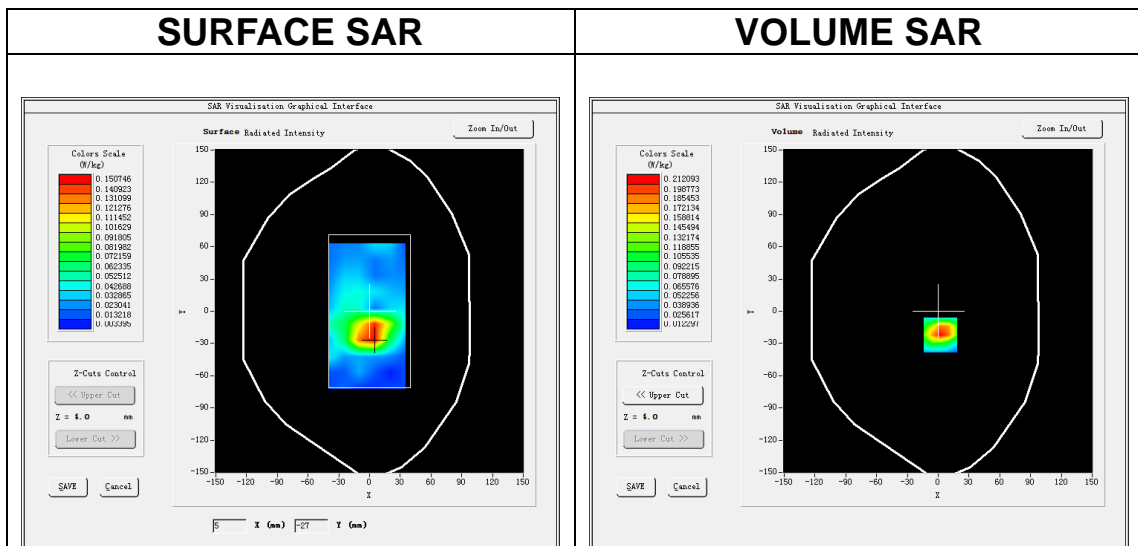 SURFACE SAR
VOLUME SAR
SAR Visualisation Graphical Interface
Surface Radiated Intensity
Zoom In/Out
Colors Scale
(W/kg)
0.150746
0.140923
0.131099
0.121276
0.111452
0.101629
0.091805
0.081982
0.072159
0.062335
0.052512
0.042688
0.032865
0.023041
0.013218
0.003395
Z-Cuts Control
<< Upper Cut
Z = 4.0 mm
Lower Cut >>
SAVE
Cancel
150
120
90
60
30
0
-30
-60
-90
-120
-150
Y
-150 -120 -90 -60 -30 0 30 60 90 120 150
X
5 X (mm) -27 Y (mm)
SAR Visualisation Graphical Interface
Volume Radiated Intensity
Zoom In/Out
Colors Scale
(W/kg)
0.212093
0.198773
0.185453
0.172134
0.158814
0.145494
0.132174
0.118855
0.105535
0.092215
0.078895
0.065576
0.052256
0.038936
0.025617
0.012297
Z-Cuts Control
<< Upper Cut
Z = 4.0 mm
Lower Cut >>
SAVE
Cancel
150
120
90
60
30
0
-30
-60
-90
-120
-150
Y
-150 -120 -90 -60 -30 0 30 60 90 120 150
X